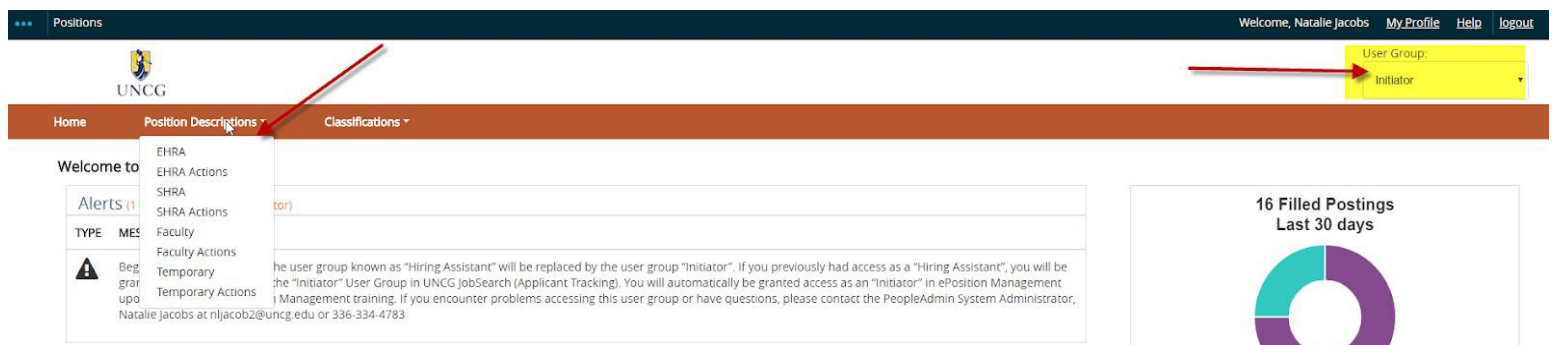 Positions
Welcome, Natalie Jacobs My Profile Help logout
UNCG
User Group:
Initiator
Home Position Descriptions Classifications
Welcome to
EHRA
EHRA Actions
SHRA
SHRA Actions
Faculty
Faculty Actions
Temporary
Temporary Actions
Alerts (1 tor)
TYPE MES
Beg he user group known as "Hiring Assistant" will be replaced by the user group "Initiator". If you previously had access as a "Hiring Assistant", you will be
gran the "Initiator" User Group in UNCG JobSearch (Applicant Tracking). You will automatically be granted access as an "Initiator" in ePosition Management
upo n Management training. If you encounter problems accessing this user group or have questions, please contact the PeopleAdmin System Administrator,
Natalie Jacobs at nljacob2@uncg.edu or 336-334-4783
16 Filled Postings
Last 30 days